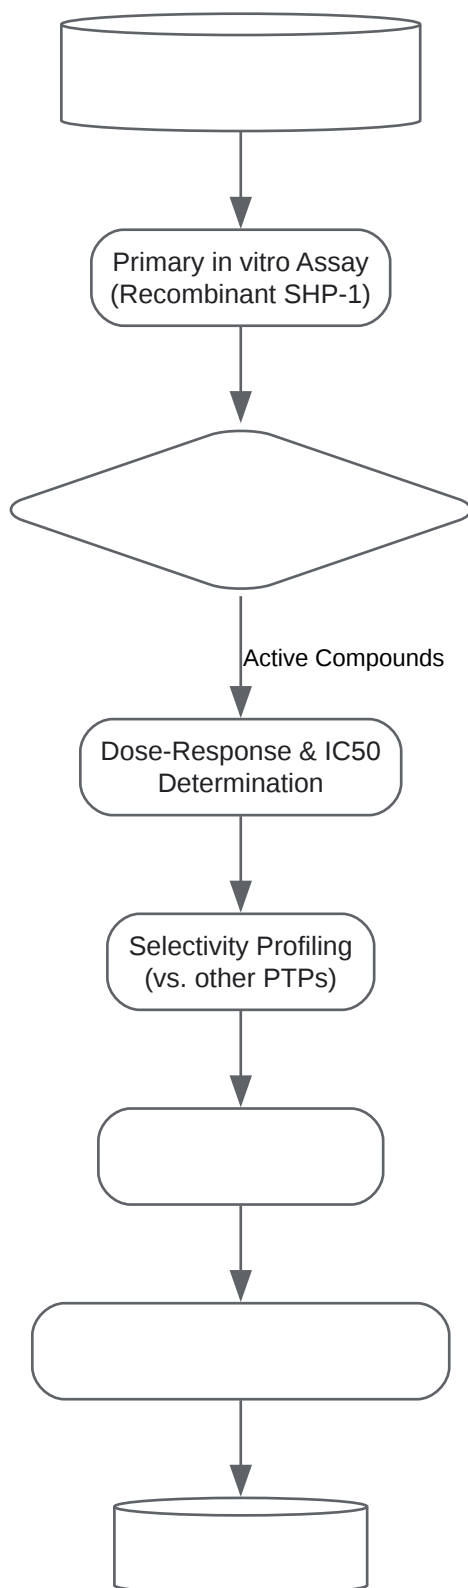 Primary in vitro Assay
(Recombinant SHP-1)
Active Compounds
Dose-Response & IC50
Determination
Selectivity Profiling
(vs. other PTPs)